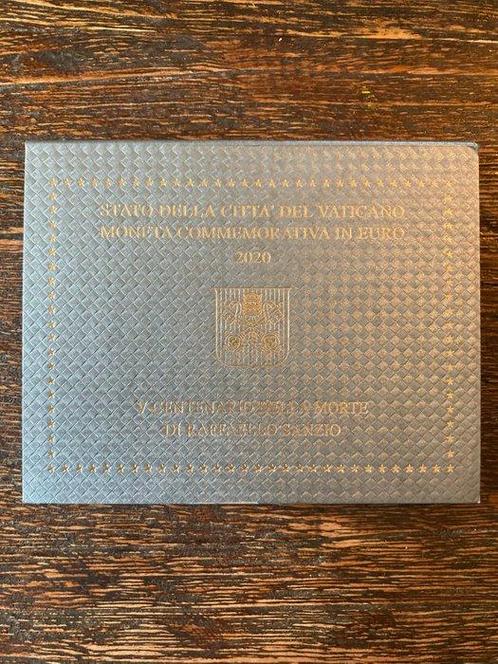 STATO DELLA CITTA' DEL VATICANO
MONETA COMMEMORATIVA IN EURO
2020
V CENTENARIO DELLA MORTE
DI RAFFAELLO SANZIO